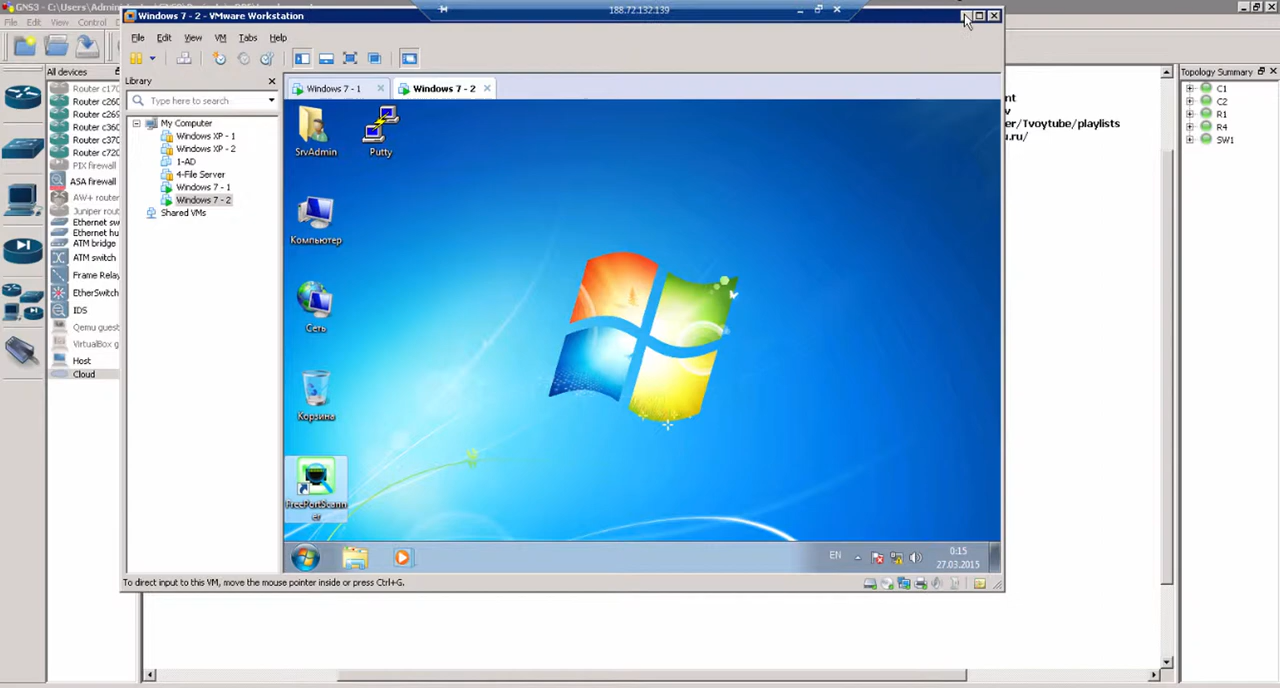 GNS3 - C:\Users\Admini
188.72.132.139
Windows 7 - 2 - VMware Workstation
File Edit View Control
File Edit View VM Tabs Help
All devices
Topology Summary
Library
Type here to search
Windows 7 - 1
Windows 7 - 2
Router c170
Router c260
Router c269
Router c360
Router c720
PIX firewall
ASA firewall
AW+ router
Juniper route
Ethernet sw
Ethernet hu
ATM bridge
ATM switch
Frame Relay
EtherSwitch
IDS
Qemu guest
VirtualBox g
Host
Cloud
My Computer
Windows XP - 1
Windows XP - 2
1-AD
4-File Server
Windows 7 - 1
Windows 7 - 2
Shared VMs
SrvAdmin
Putty
Компьютер
Сеть
Корзина
FreePortScanner
EN
0:15
27.03.2015
nt
v
er/Tvoytube/playlists
u.ru/
C1
C2
R1
R4
SW1
To direct input to this VM, move the mouse pointer inside or press Ctrl+G.